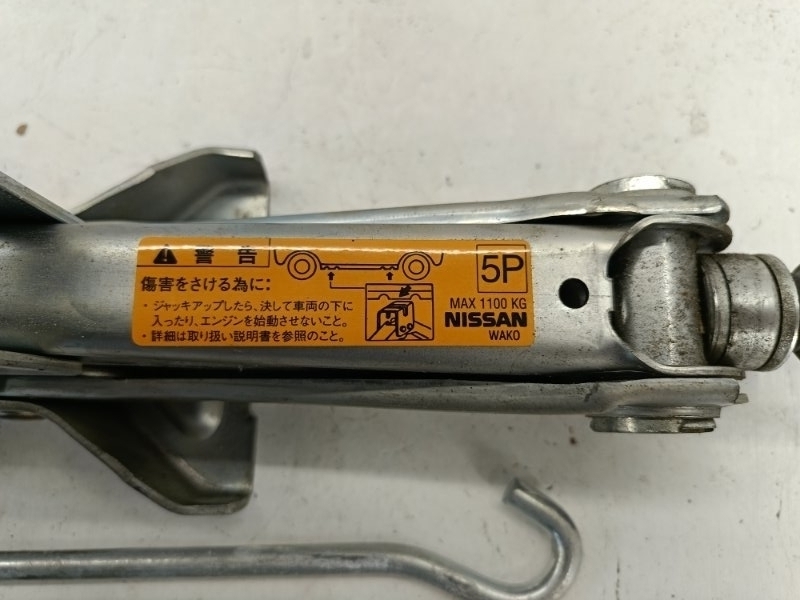 警告
傷害をさける為に:
・ジャッキアップしたら、決して車両の下に
入ったり、エンジンを始動させないこと。
・詳細は取り扱い説明書を参照のこと。
5P
MAX 1100 KG
NISSAN
WAKO